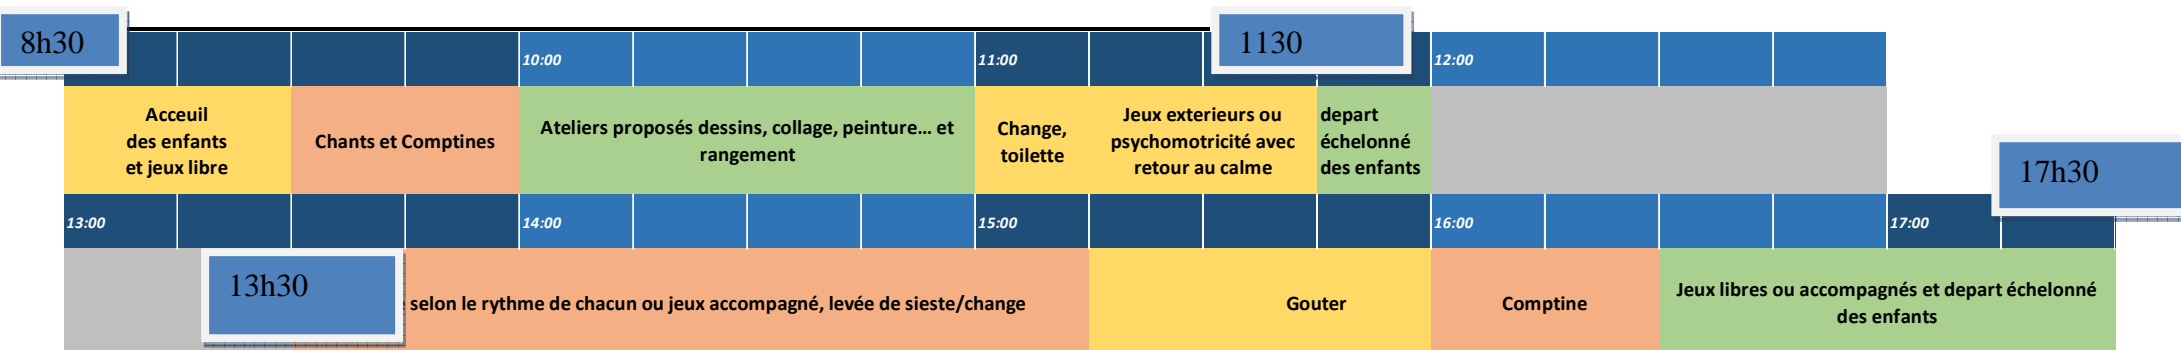 8h30
1130
10:00
11:00
12:00
Acceuil
des enfants
et jeux libre
Chants et Comptines
Ateliers proposés dessins, collage, peinture... et
rangement
Change,
toilette
Jeux exterieurs ou
psychomotricité avec
retour au calme
depart
échelonné
des enfants
17h30
13:00
14:00
15:00
16:00
17:00
13h30
selon le rythme de chacun ou jeux accompagné, levée de sieste/change
Gouter
Comptine
Jeux libres ou accompagnés et depart échelonné
des enfants